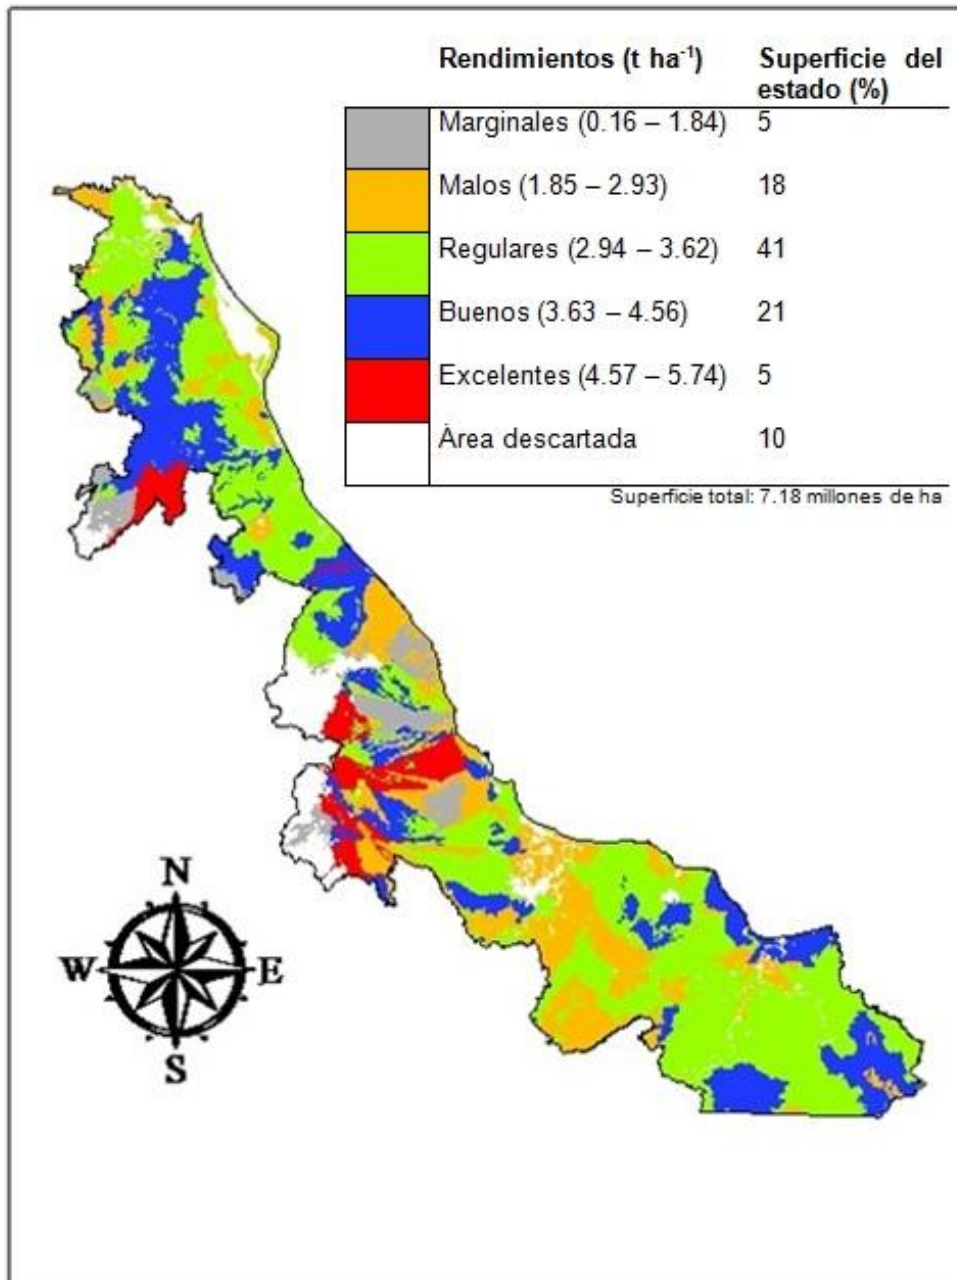 Rendimientos (t ha⁻¹) Superficie del
estado (%)
Marginales (0.16 – 1.84) 5
Malos (1.85 – 2.93) 18
Regulares (2.94 – 3.62) 41
Buenos (3.63 – 4.56) 21
Excelentes (4.57 – 5.74) 5
Área descartada 10
Superficie total: 7.18 millones de ha
N
W E
S